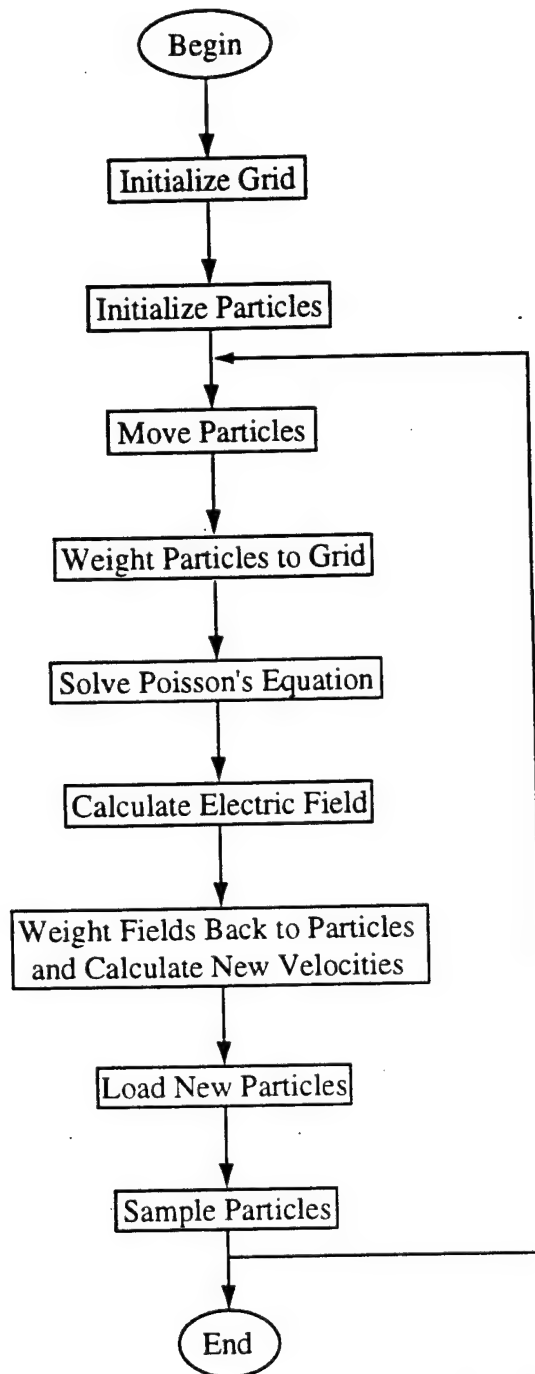 Begin
Initialize Grid
Initialize Particles
Move Particles
Weight Particles to Grid
Solve Poisson's Equation
Calculate Electric Field
Weight Fields Back to Particles
and Calculate New Velocities
Load New Particles
Sample Particles
End